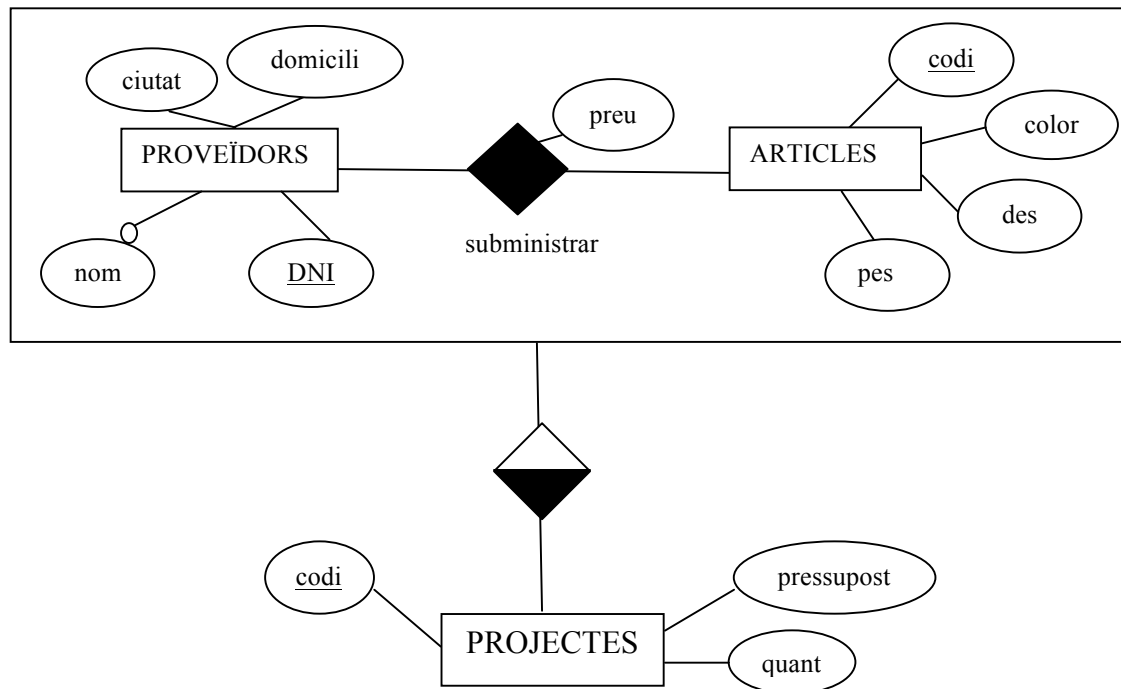 domicili
ciutat
codi
preu
color
PROVEÏDORS
ARTICLES
des
subministrar
nom
DNI
pes
codi
pressupost
PROJECTES
quant